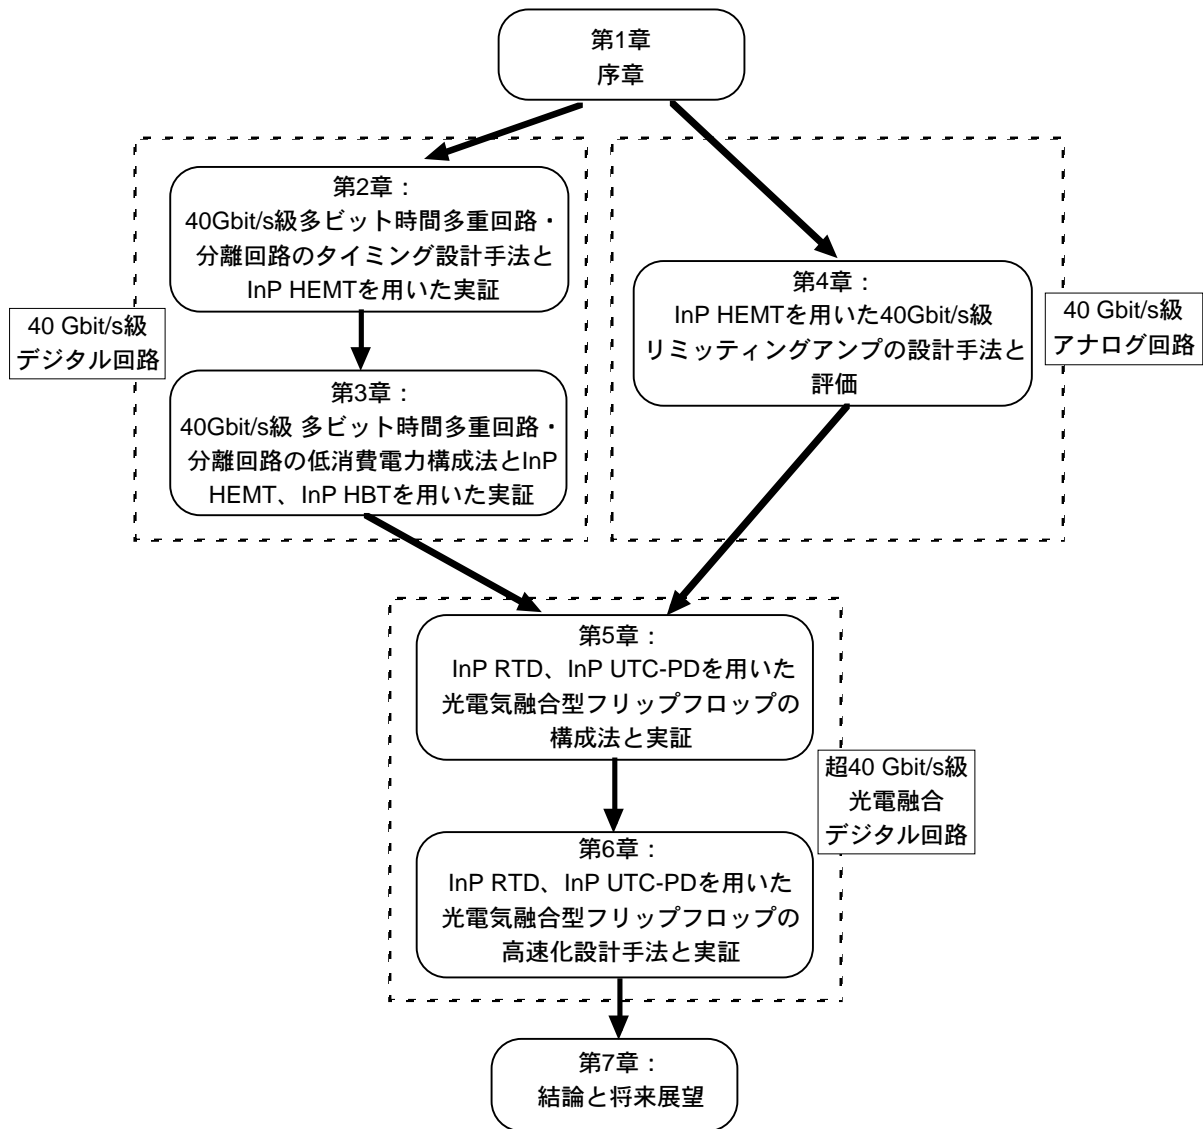 第1章
序章
第2章：
40Gbit/s級多ビット時間多重回路・
分離回路のタイミング設計手法と
InP HEMTを用いた実証
40 Gbit/s級
デジタル回路
第3章：
40Gbit/s級 多ビット時間多重回路・
分離回路の低消費電力構成法とInP
HEMT、InP HBTを用いた実証
第4章：
InP HEMTを用いた40Gbit/s級
リミッティングアンプの設計手法と
評価
40 Gbit/s級
アナログ回路
第5章：
InP RTD、InP UTC-PDを用いた
光電気融合型フリップフロップの
構成法と実証
超40 Gbit/s級
光電融合
デジタル回路
第6章：
InP RTD、InP UTC-PDを用いた
光電気融合型フリップフロップの
高速化設計手法と実証
第7章：
結論と将来展望